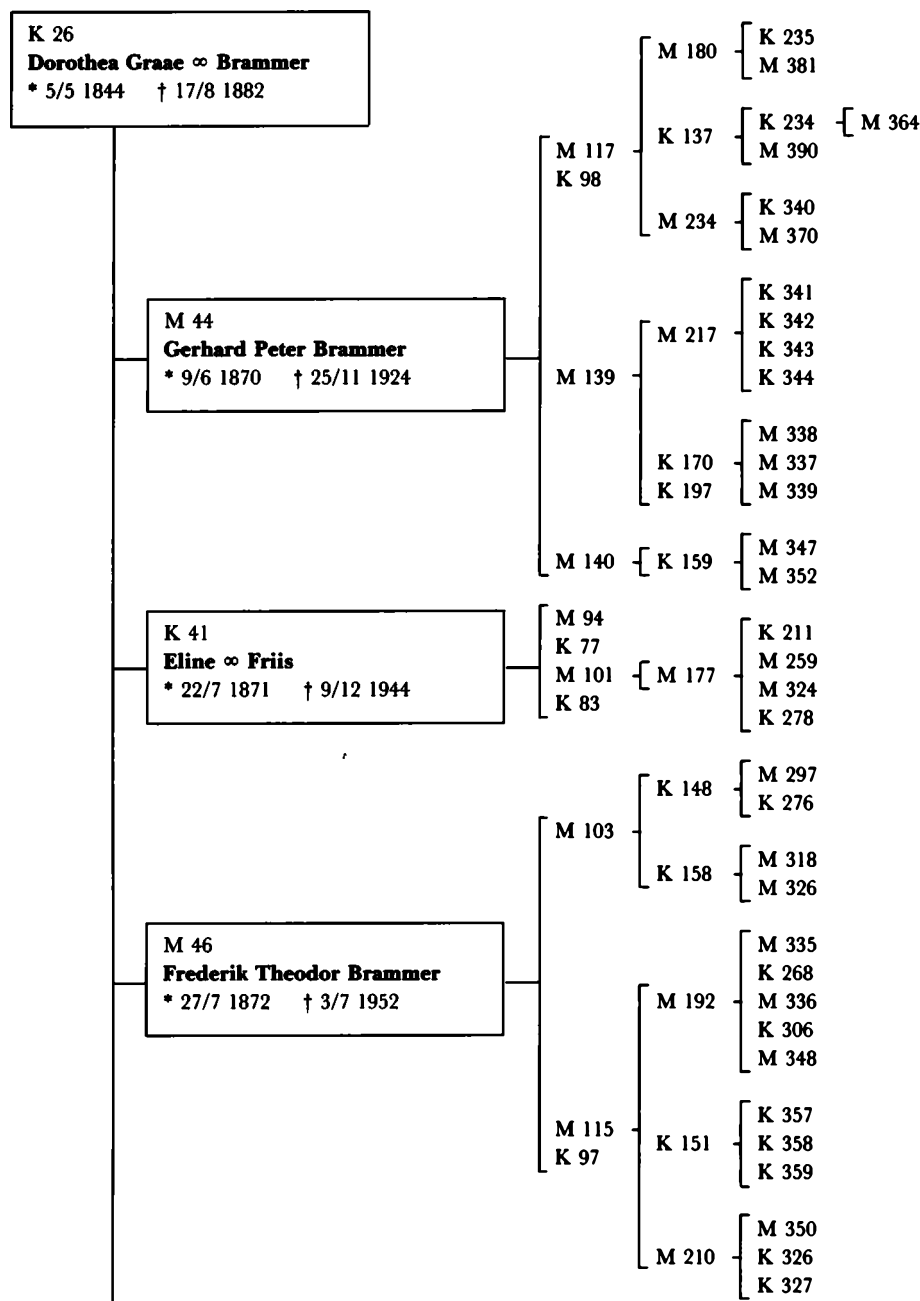 K 26
Dorothea Graae ∞ Brammer
* 5/5 1844 † 17/8 1882
M 44
Gerhard Peter Brammer
* 9/6 1870 † 25/11 1924
M 117
K 98
M 180
K 235
M 381
K 137
K 234
M 364
M 390
M 234
K 340
M 370
M 139
M 217
K 341
K 342
K 343
K 344
K 170
K 197
M 338
M 337
M 339
M 140
K 159
M 347
M 352
K 41
Eline ∞ Friis
* 22/7 1871 † 9/12 1944
M 94
K 77
M 101
K 83
M 177
K 211
M 259
M 324
K 278
M 46
Frederik Theodor Brammer
* 27/7 1872 † 3/7 1952
M 103
K 148
M 297
K 276
K 158
M 318
M 326
M 115
K 97
M 192
M 335
K 268
M 336
K 306
M 348
K 151
K 357
K 358
K 359
M 210
M 350
K 326
K 327